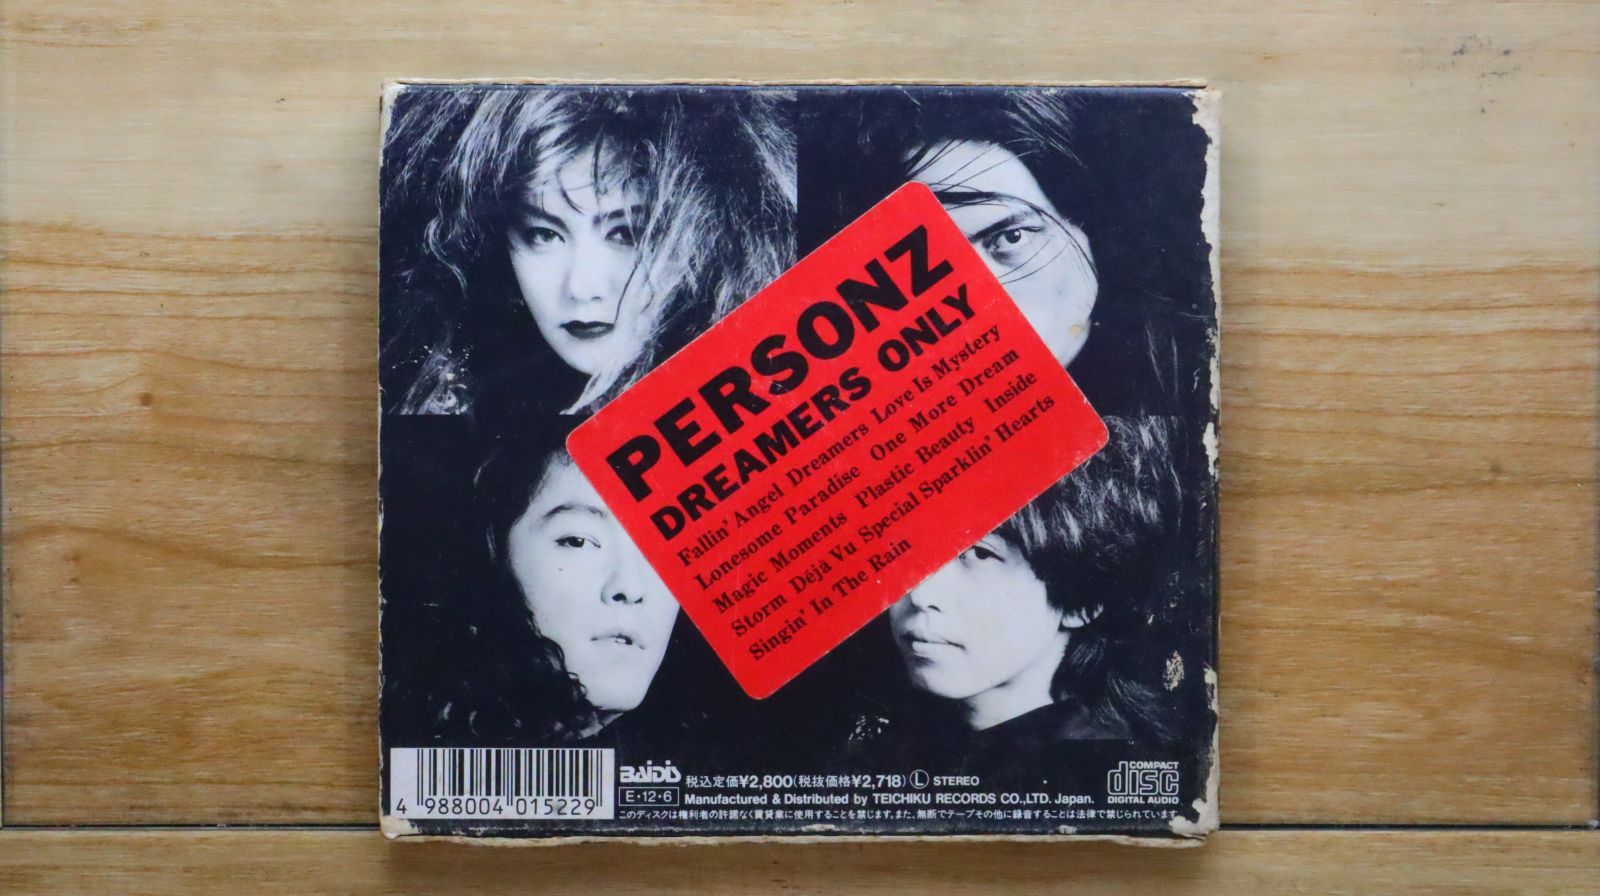 PERSONZ
DREAMERS ONLY
Fallin' Angel Dreamers Love Is Mystery
Lonesome Paradise One More Dream
Magic Moments Plastic Beauty Inside
Storm Déjà Vu Special Sparklin' Hearts
Singin' In The Rain
4 988004 015229
BAiDiS 税込定価¥2,800(税抜価格¥2,718) Ⓛ STEREO
E・12・6 Manufactured & Distributed by TEICHIKU RECORDS CO.,LTD. Japan.
このディスクは権利者の許諾なく賃貸業に使用することを禁じます。また、無断でテープその他に録音することは法律で禁じられています。
COMPACT
disc
DIGITAL AUDIO